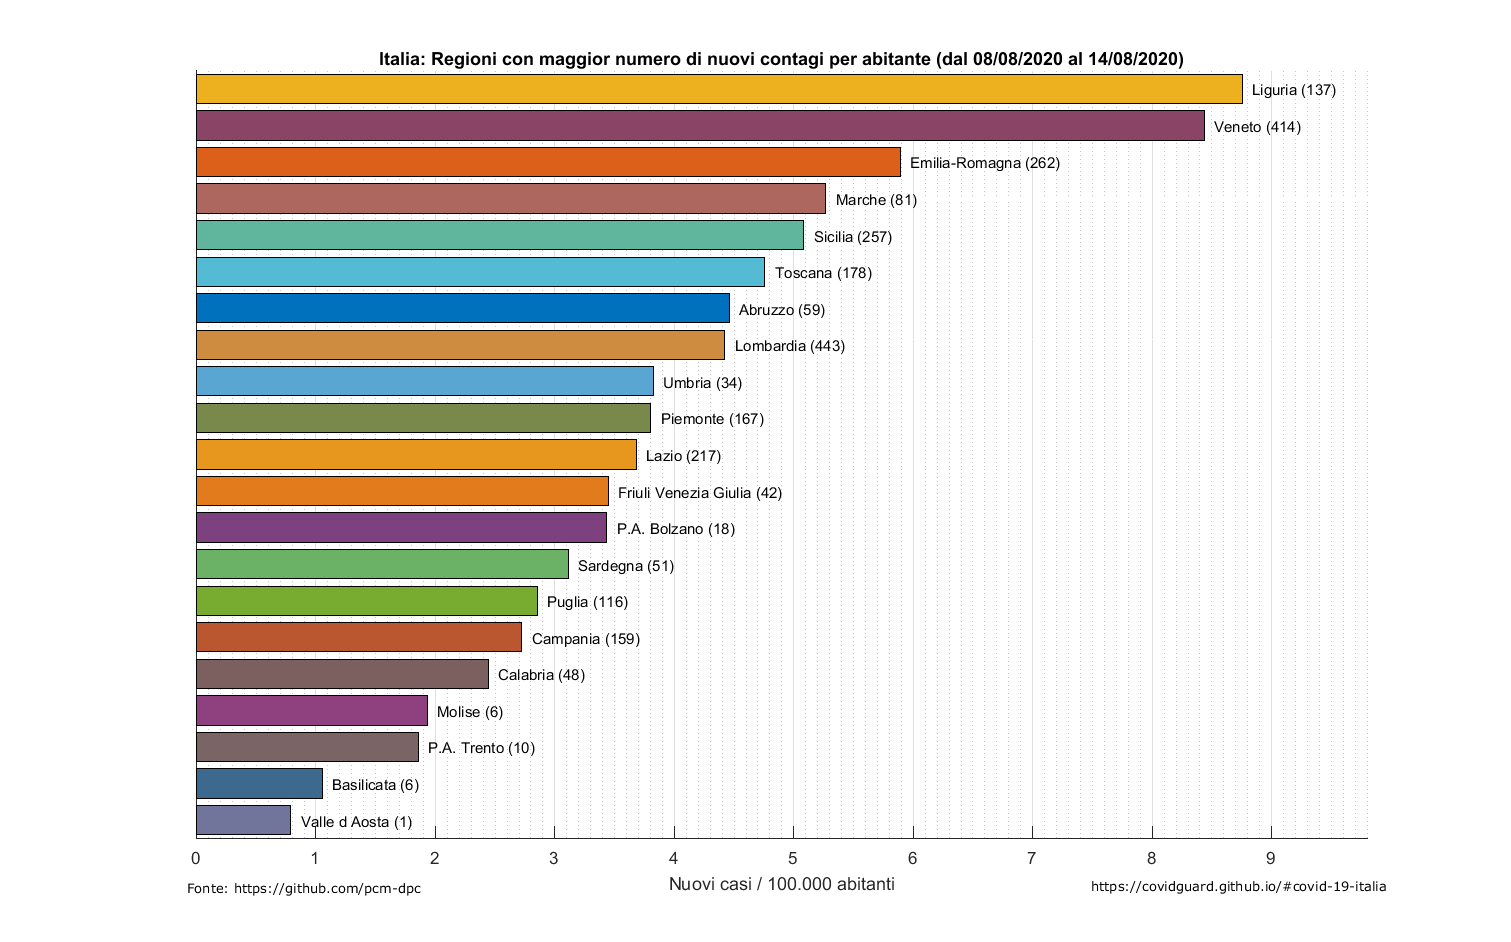 Italia: Regioni con maggior numero di nuovi contagi per abitante (dal 08/08/2020 al 14/08/2020)
Liguria (137)
Veneto (414)
Emilia-Romagna (262)
Marche (81)
Sicilia (257)
Toscana (178)
Abruzzo (59)
Lombardia (443)
Umbria (34)
Piemonte (167)
Lazio (217)
Friuli Venezia Giulia (42)
P.A. Bolzano (18)
Sardegna (51)
Puglia (116)
Campania (159)
Calabria (48)
Molise (6)
P.A. Trento (10)
Basilicata (6)
Valle d Aosta (1)
0 1 2 3 4 5 6 7 8 9
Nuovi casi / 100.000 abitanti
Fonte: https://github.com/pcm-dpc
https://covidguard.github.io/#covid-19-italia